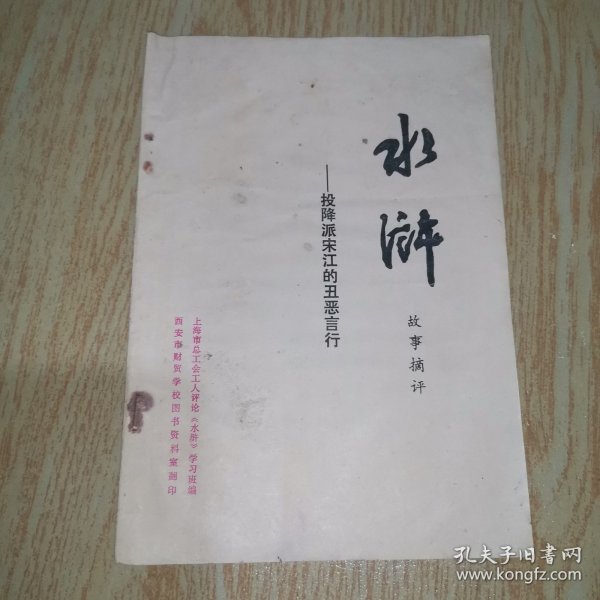 水浒
故事摘评
——投降派宋江的丑恶言行
上海市总工会工人评论《水浒》学习班编
西安市财贸学校图书资料室翻印
孔夫子旧书网
www.kongfz.com